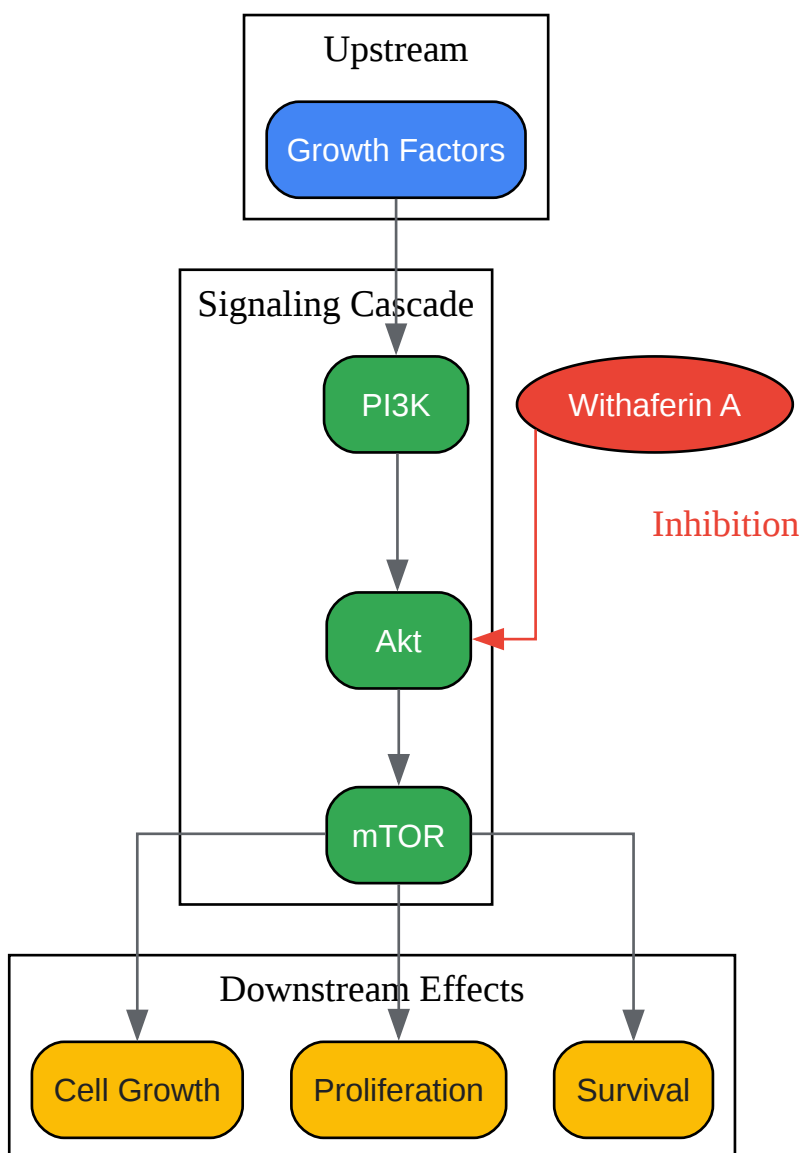 Upstream
Growth Factors
Signaling Cascade
PI3K
Withaferin A
Inhibition
Akt
mTOR
Downstream Effects
Cell Growth
Proliferation
Survival